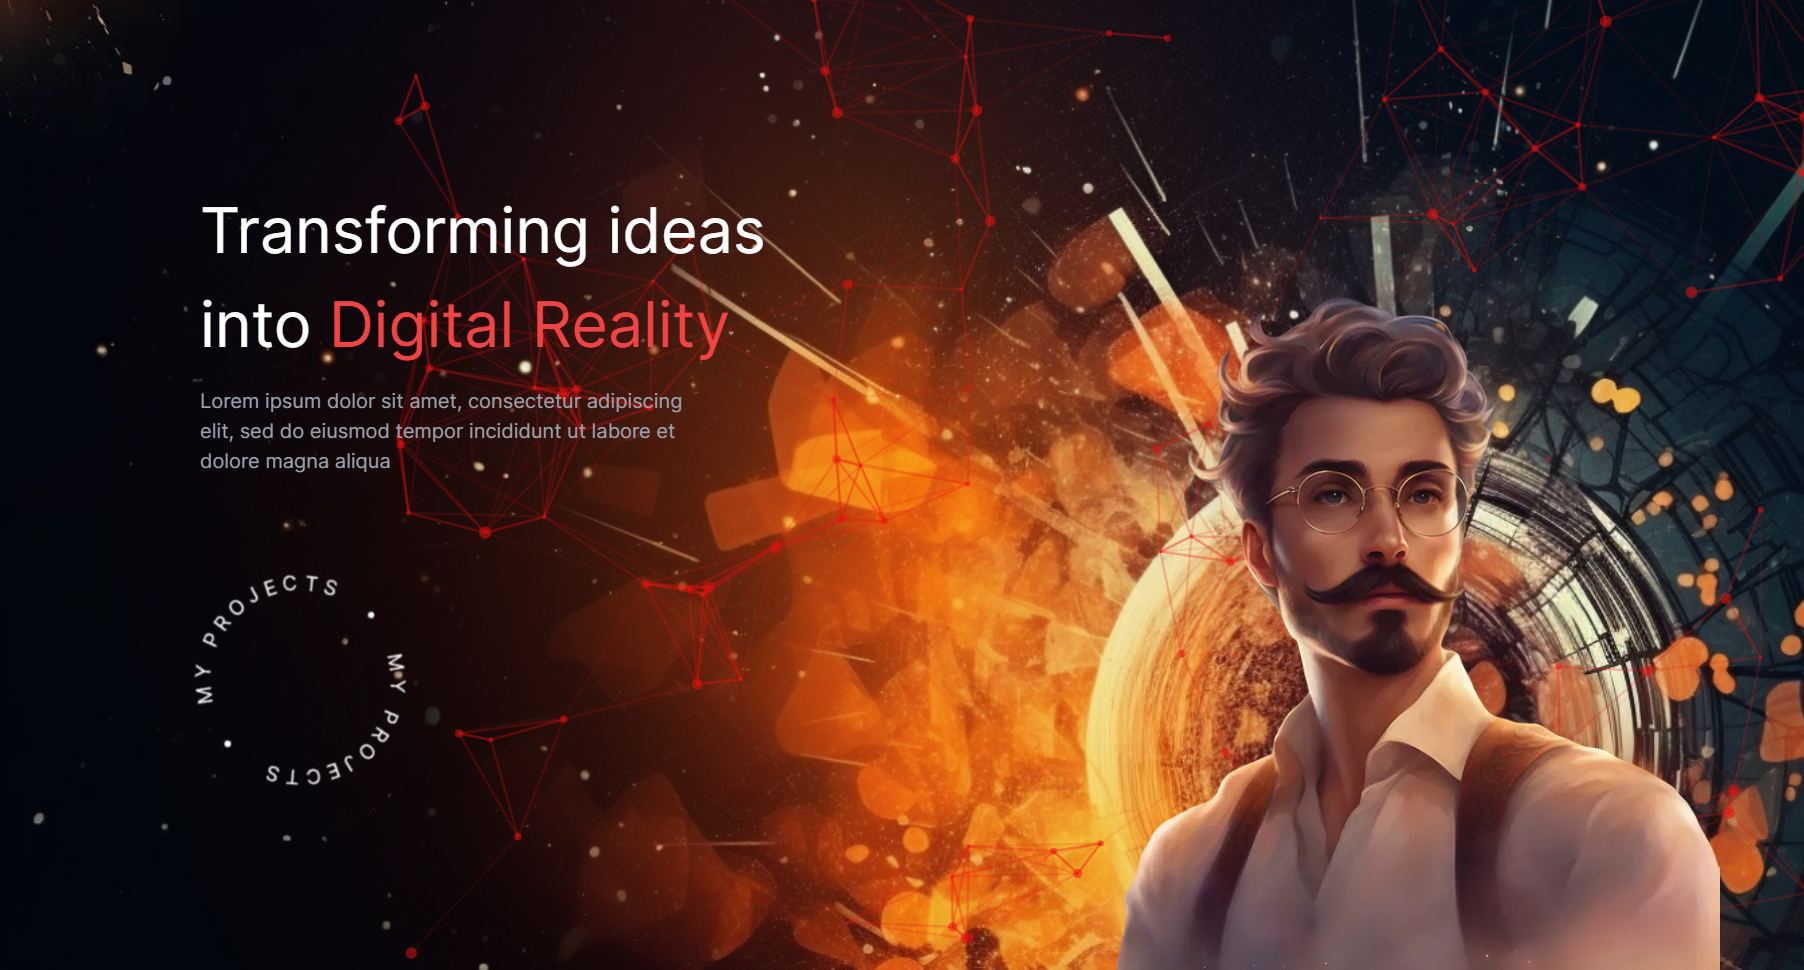 Transforming ideas
into Digital Reality
Lorem ipsum dolor sit amet, consectetur adipiscing
elit, sed do eiusmod tempor incididunt ut labore et
dolore magna aliqua
MY PROJECTS
MY PROJECTS